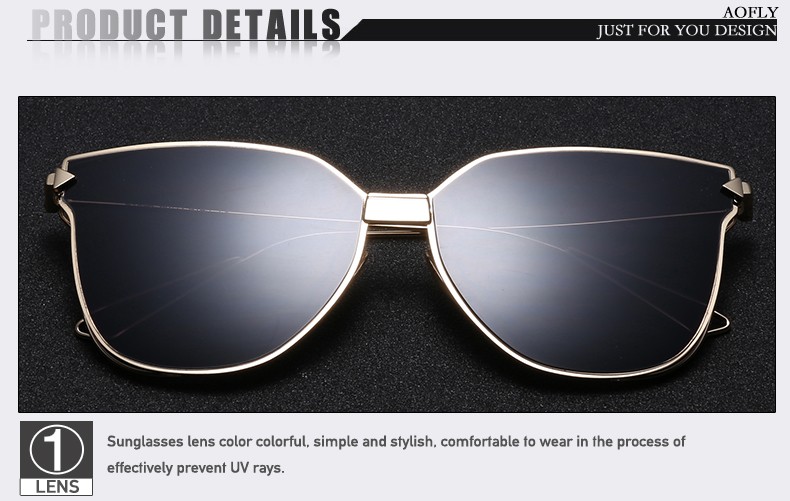 PRODUCT DETAILS
AOFLY
JUST FOR YOU DESIGN
1
LENS
Sunglasses lens color colorful, simple and stylish, comfortable to wear in the process of
effectively prevent UV rays.